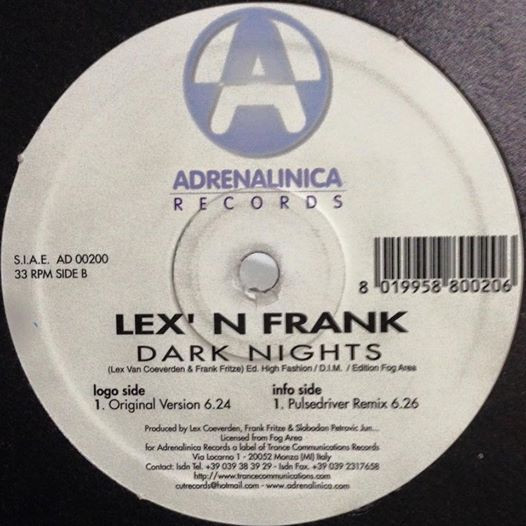 A
ADRENALINICA
RECORDS
S.I.A.E. AD 00200
33 RPM SIDE B
8 019958 800206
LEX' N FRANK
DARK NIGHTS
(Lex Van Coeverden & Frank Fritze) Ed. High Fashion / D.I.M. / Edition Fog Area
logo side
1. Original Version 6.24
info side
1. Pulsedriver Remix 6.26
Produced by Lex Coeverden, Frank Fritze & Slobodan Petrovic Jun...
Licensed from Fog Area
for Adrenalinica Records a label of Trance Communications Records
Via Locarno 1 - 20052 Monza (MI) Italy
Contact: Isdn Tel. +39 039 38 39 29 - Isdn Fax. +39 039 2317658
http://www.trancecommunications.com
cutrecords@hotmail.com - www.adrenalinica.com